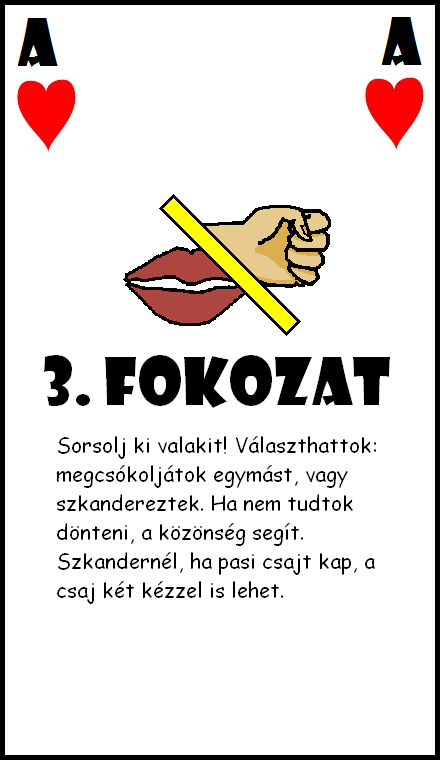 A A
3. FOKOZAT
Sorsolj ki valakit! Választhattok:
megcsókoljátok egymást, vagy
szkandereztek. Ha nem tudtok
dönteni, a közönség segít.
Szkandernél, ha pasi csajt kap, a
csaj két kézzel is lehet.